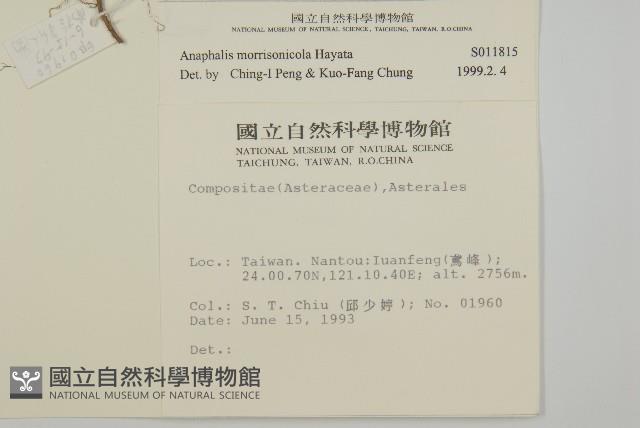 國立自然科學博物館
NATIONAL MUSEUM OF NATURAL SCIENCE, TAICHUNG, TAIWAN, R.O.CHINA
Anaphalis morrisonicola Hayata S011815
Det. by Ching-I Peng & Kuo-Fang Chung 1999.2. 4
國立自然科學博物館
NATIONAL MUSEUM OF NATURAL SCIENCE
TAICHUNG, TAIWAN, R.O.CHINA
Compositae(Asteraceae),Asterales
Loc.: Taiwan. Nantou:Iuanfeng(鳶峰);
24.00.70N,121.10.40E; alt. 2756m.
Col.: S. T. Chiu (邱少婷); No. 01960
Date: June 15, 1993
Det.:
國立自然科學博物館
NATIONAL MUSEUM OF NATURAL SCIENCE